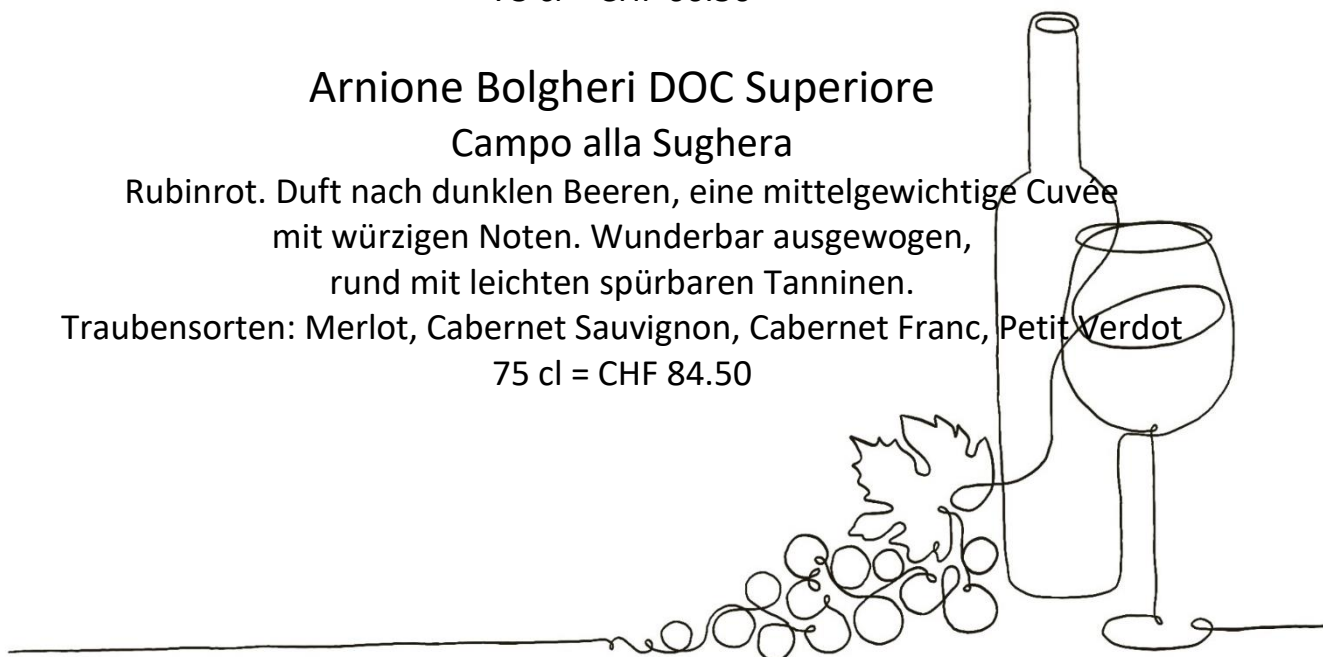 Arnione Bolgheri DOC Superiore
Campo alla Sughera
Rubinrot. Duft nach dunklen Beeren, eine mittelgewichtige Cuvée
mit würzigen Noten. Wunderbar ausgewogen,
rund mit leichten spürbaren Tanninen.
Traubensorten: Merlot, Cabernet Sauvignon, Cabernet Franc, Petit Verdot
75 cl = CHF 84.50